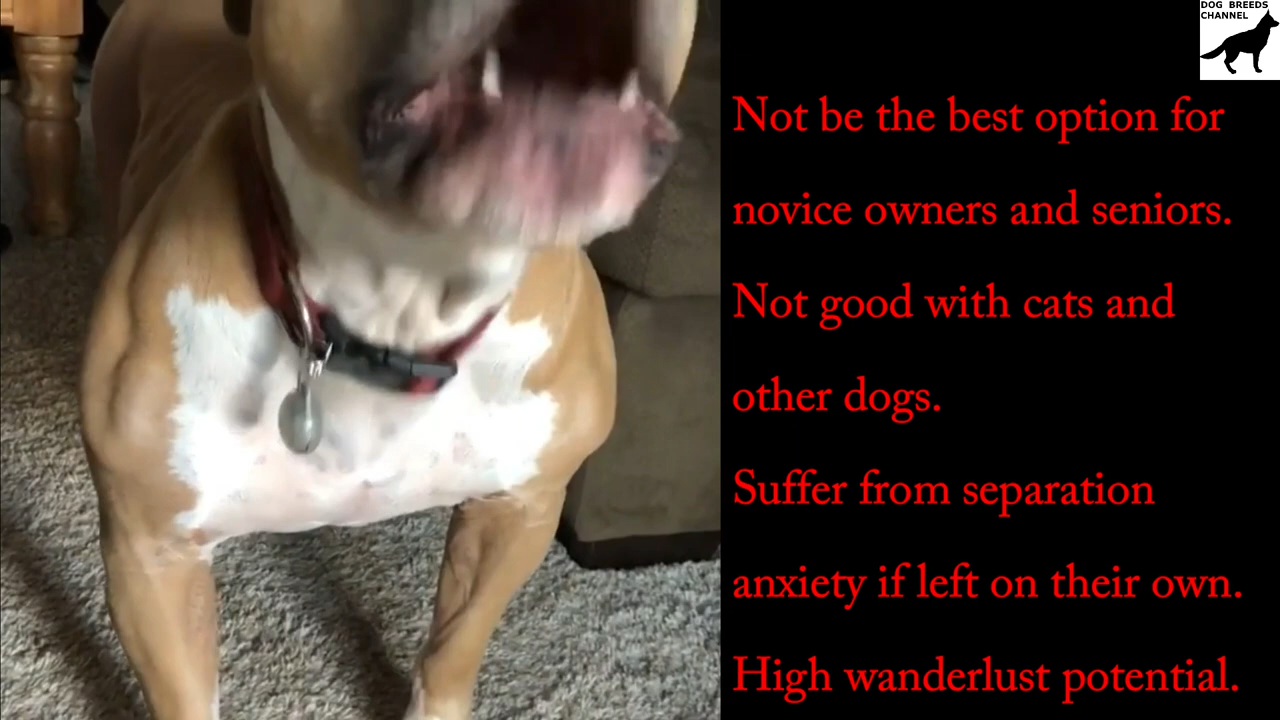 DOG BREEDS
CHANNEL
Not be the best option for
novice owners and seniors.
Not good with cats and
other dogs.
Suffer from separation
anxiety if left on their own.
High wanderlust potential.